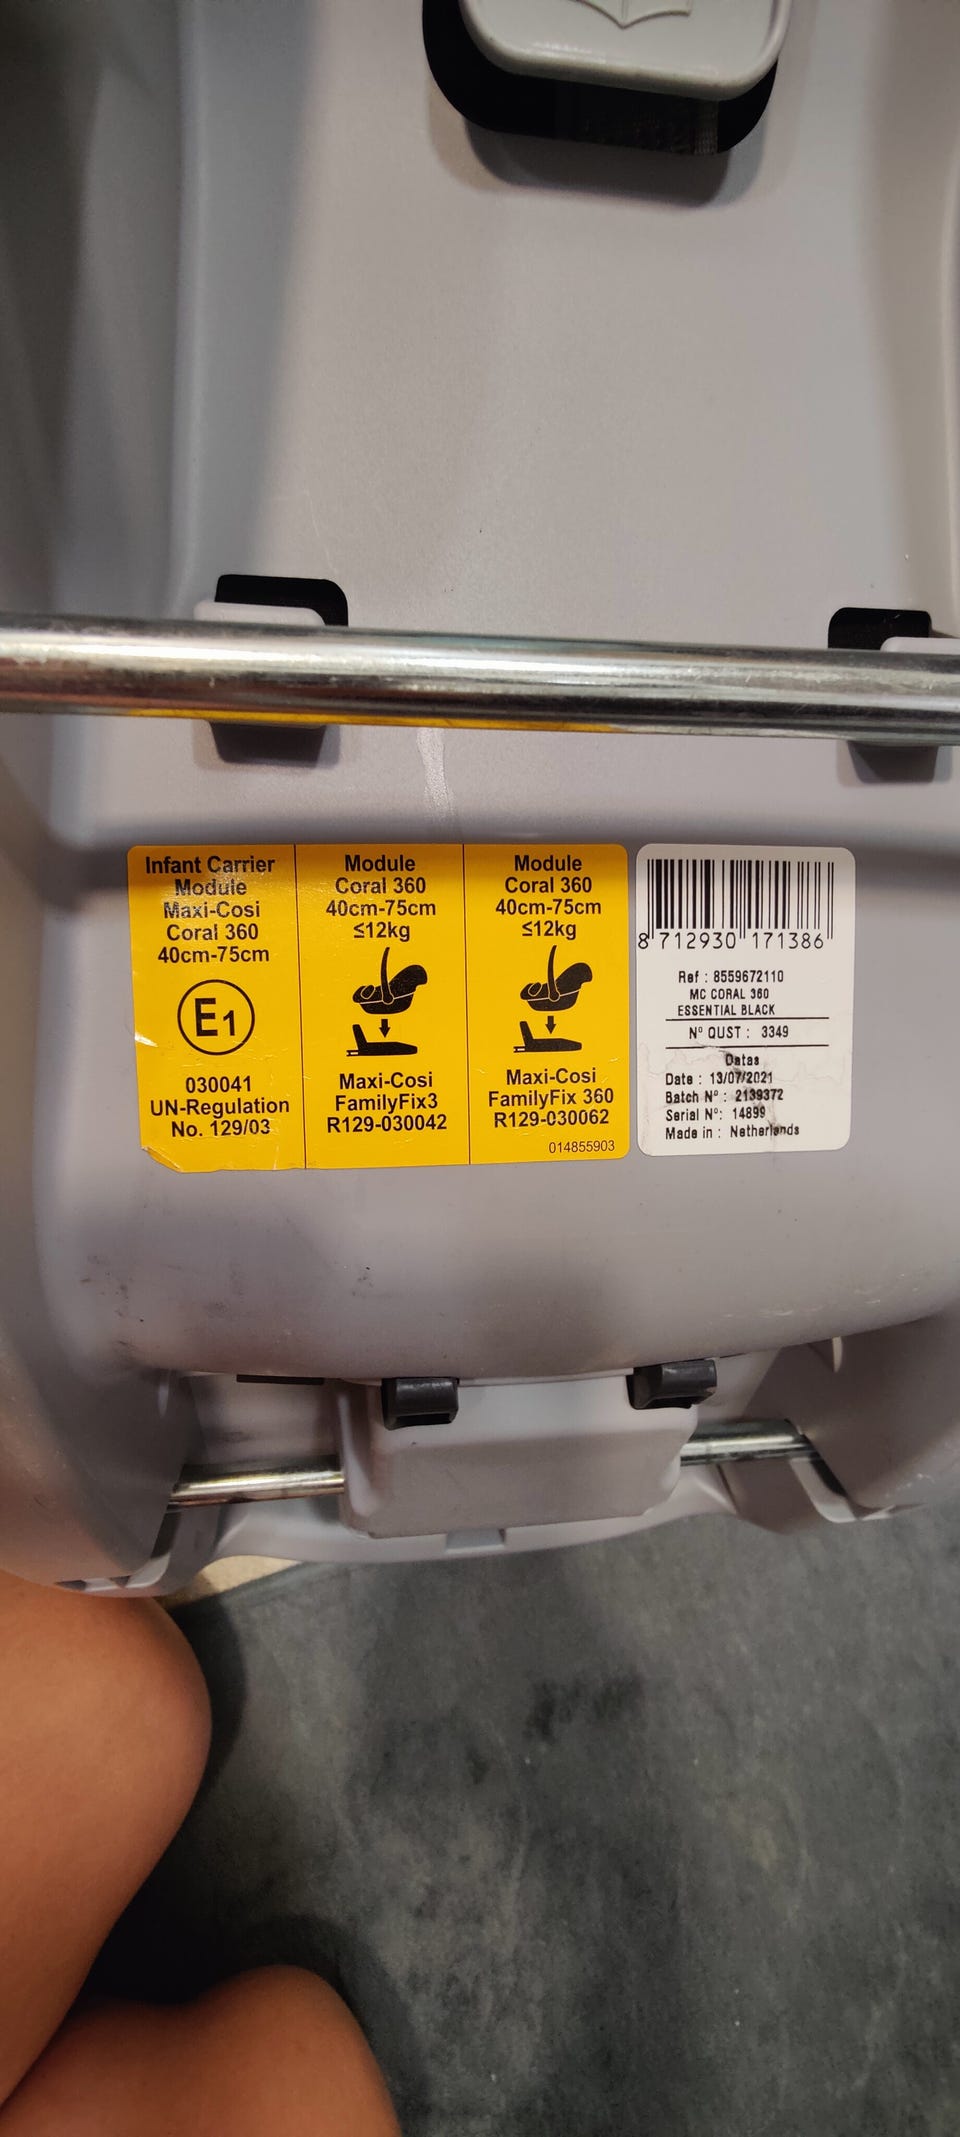 Infant Carrier
Module
Maxi-Cosi
Coral 360
40cm-75cm
E1
030041
UN-Regulation
No. 129/03
Module
Coral 360
40cm-75cm
≤12kg
Maxi-Cosi
FamilyFix3
R129-030042
Module
Coral 360
40cm-75cm
≤12kg
Maxi-Cosi
FamilyFix 360
R129-030062
014855903
8 712930 171386
Ref : 8559672110
MC CORAL 360
ESSENTIAL BLACK
Nº QUST : 3349
Datas
Date : 13/07/2021
Batch Nº : 2139372
Serial Nº: 14899
Made in : Netherlands